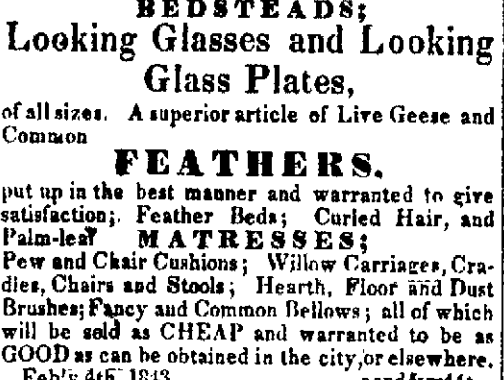 BEDSTEADS;
Looking Glasses and Looking
Glass Plates,
of all sizes. A superior article of Live Geese and
Common
FEATHERS.
put up in the best manner and warranted to give
satisfaction;. Feather Beds; Curled Hair, and
Palm-leaf MATRESSES;
Pew and Chair Cushions; Willow Carriages, Cra-
dles, Chairs and Stools; Hearth, Floor and Dust
Brushes; Fancy and Common Bellows; all of which
will be sold as CHEAP and warranted to be as
GOOD as can be obtained in the city, or elsewhere.
Feb'y 4th 1843